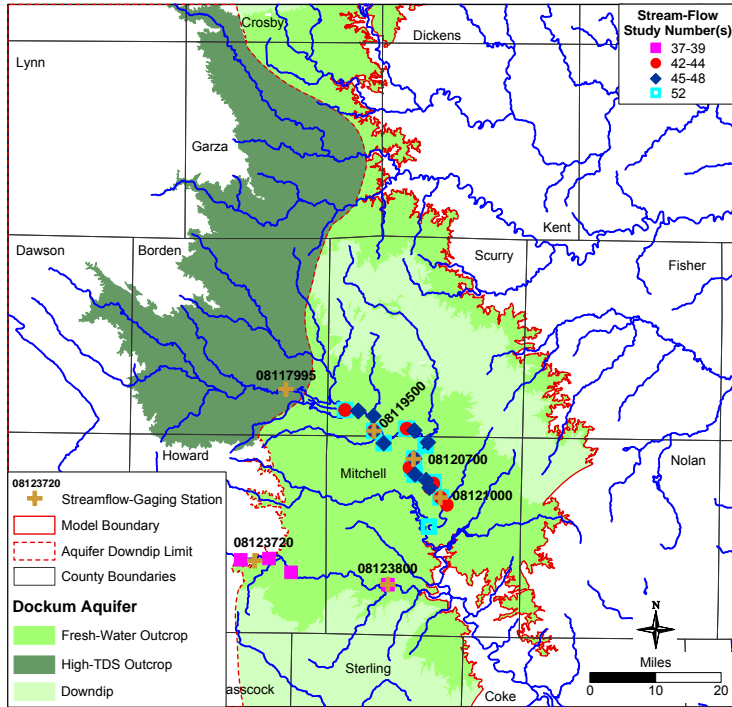 Crosby
Dickens
Lynn
Stream-Flow
Study Number(s)
37-39
42-44
45-48
52
Garza
Kent
Dawson
Borden
Scurry
Fisher
08117995
08119500
Howard
Mitchell
08120700
Nolan
08121000
08123720
08123800
08123720
Streamflow-Gaging Station
Model Boundary
Aquifer Downdip Limit
County Boundaries
Dockum Aquifer
Fresh-Water Outcrop
High-TDS Outcrop
Downdip
asscock
Sterling
Coke
N
Miles
0 10 20